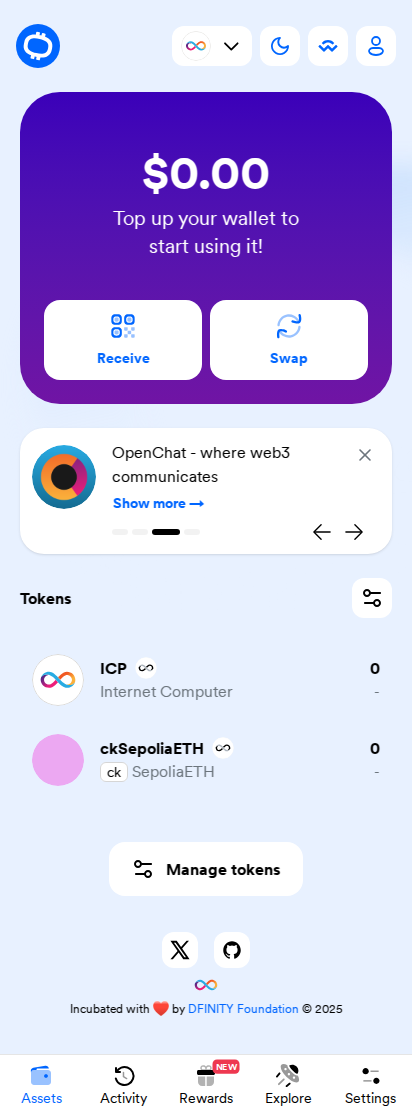 $0.00
Top up your wallet to
start using it!
Receive
Swap
OpenChat - where web3
communicates
Show more →
Tokens
ICP
0
Internet Computer
-
ckSepoliaETH
0
ck SepoliaETH
-
Manage tokens
Incubated with ❤️ by DFINITY Foundation © 2025
NEW
Assets
Activity
Rewards
Explore
Settings